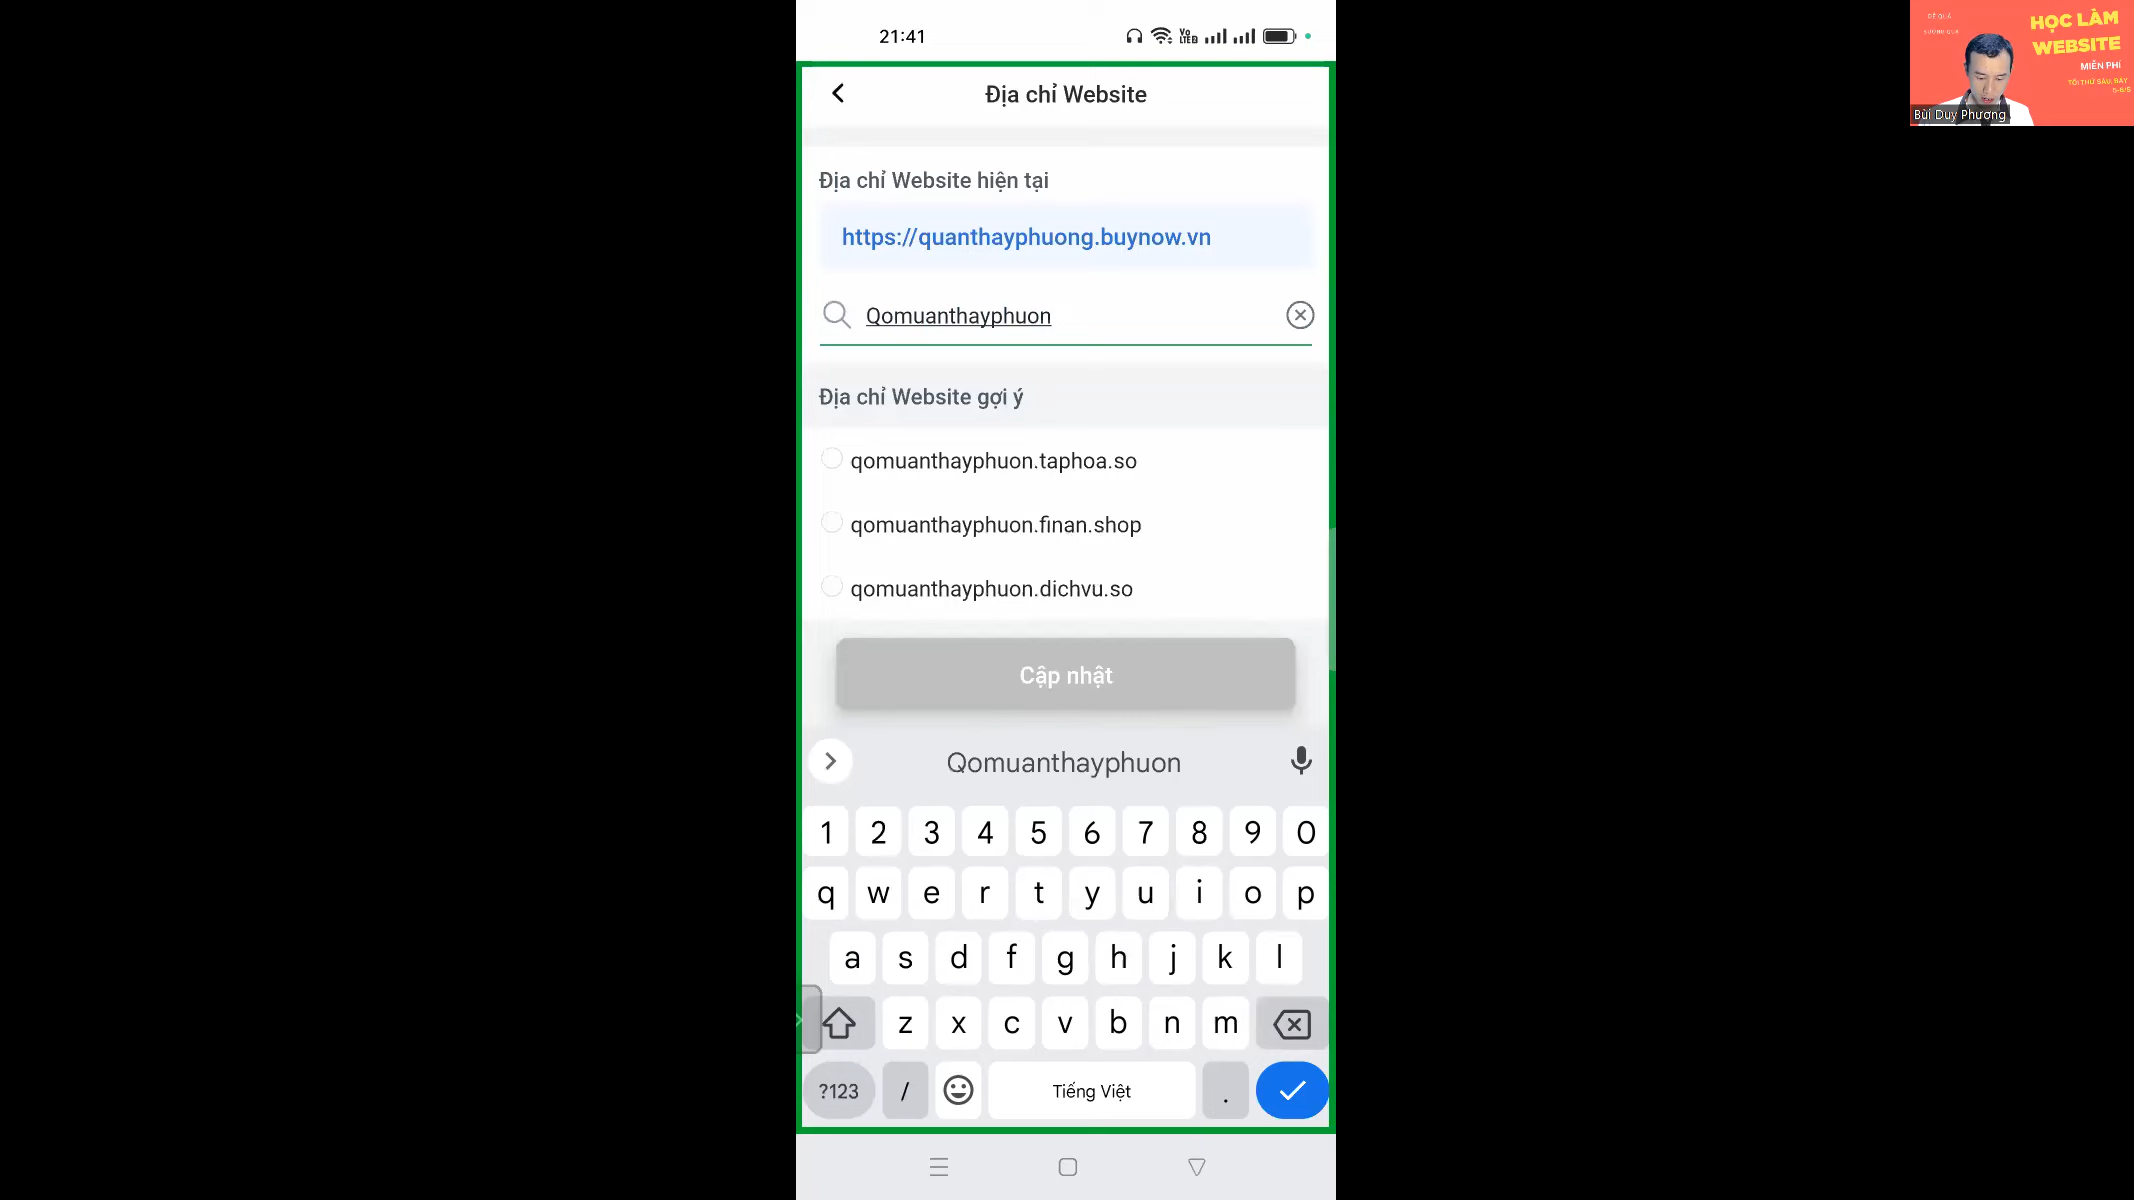 21:41
Vo
LTE
Địa chỉ Website
Địa chỉ Website hiện tại
https://quanthayphuong.buynow.vn
Qomuanthayphuon
Địa chỉ Website gợi ý
qomuanthayphuon.taphoa.so
qomuanthayphuon.finan.shop
qomuanthayphuon.dichvu.so
Cập nhật
Qomuanthayphuon
1 2 3 4 5 6 7 8 9 0
q w e r t y u i o p
a s d f g h j k l
z x c v b n m
?123 / Tiếng Việt .
HỌC LÀM
WEBSITE
MIỄN PHÍ
Bùi Duy Phương